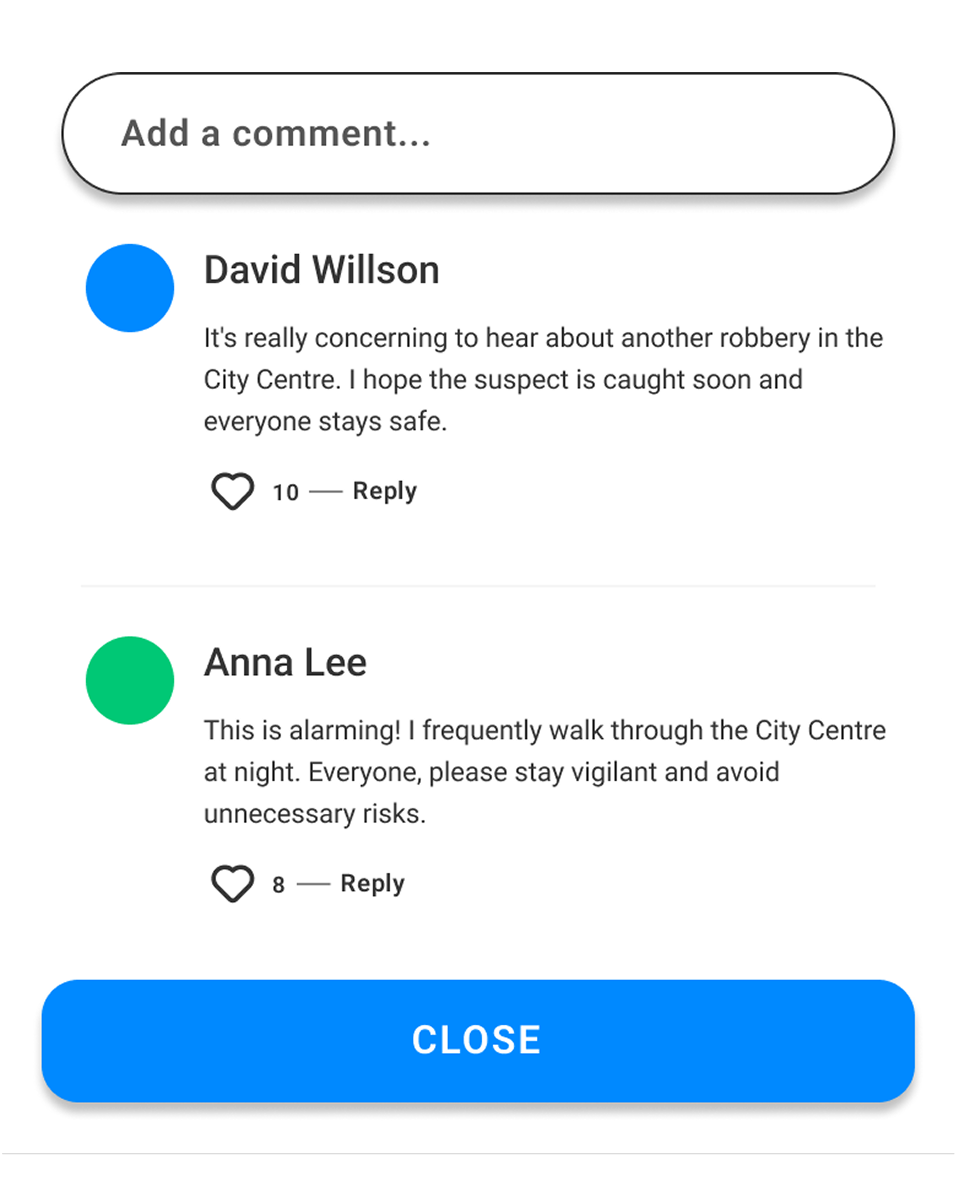 Add a comment...
David Willson
It's really concerning to hear about another robbery in the
City Centre. I hope the suspect is caught soon and
everyone stays safe.
10 — Reply
Anna Lee
This is alarming! I frequently walk through the City Centre
at night. Everyone, please stay vigilant and avoid
unnecessary risks.
8 — Reply
CLOSE